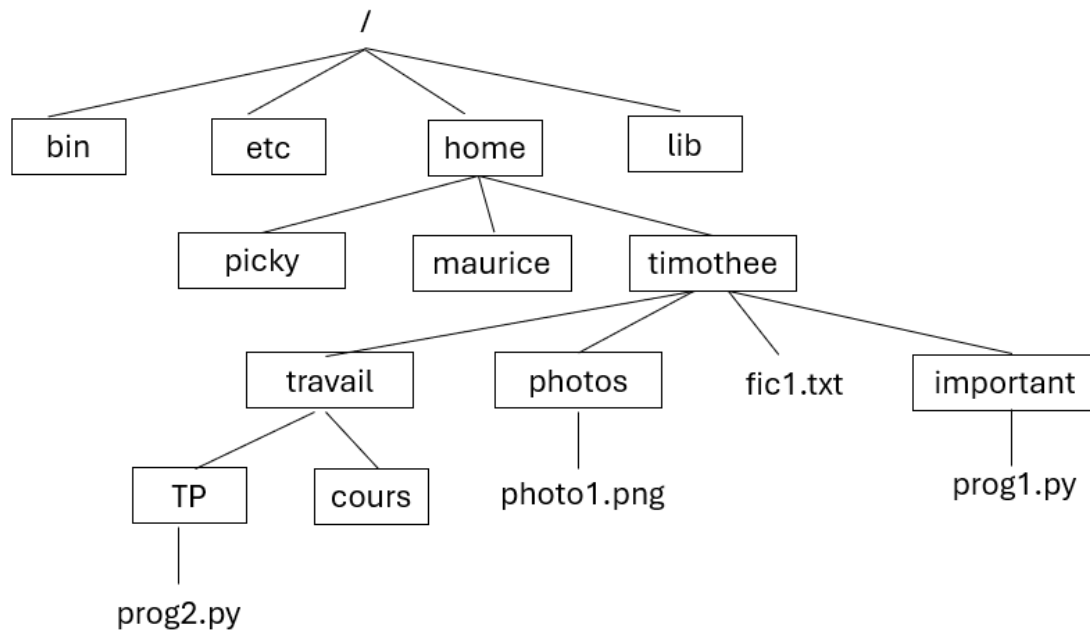 /
bin
etc
home
lib
picky
maurice
timothee
travail
photos
fic1.txt
important
TP
cours
photo1.png
prog1.py
prog2.py